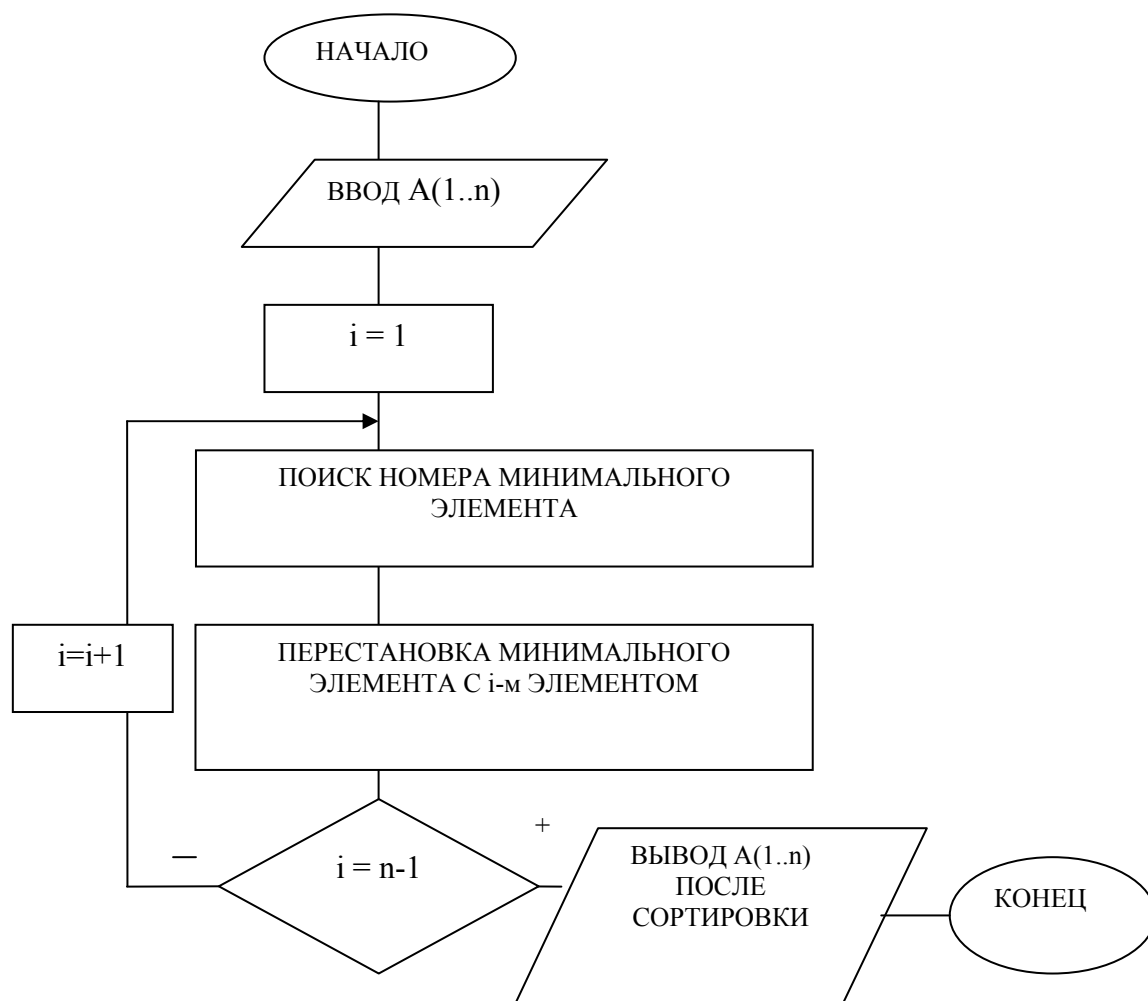 НАЧАЛО
ВВОД А(1..n)
i = 1
ПОИСК НОМЕРА МИНИМАЛЬНОГО
ЭЛЕМЕНТА
i=i+1
ПЕРЕСТАНОВКА МИНИМАЛЬНОГО
ЭЛЕМЕНТА С i-м ЭЛЕМЕНТОМ
–
i = n-1
+
ВЫВОД А(1..n)
ПОСЛЕ
СОРТИРОВКИ
КОНЕЦ